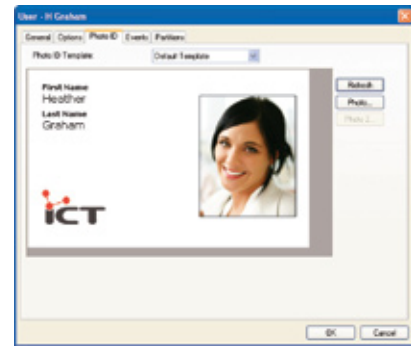 User - H Graham
General Options Photo ID Events Partitions
Photo ID Template: Default Template
First Name
Heather
Last Name
Graham
Refresh
Photo...
Photo 2...
iCT
OK Cancel